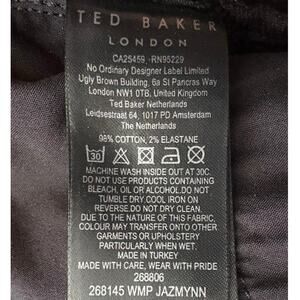 TED BAKER
LONDON
CA25459, -RN95229
No Ordinary Designer Label Limited
Ugly Brown Building, 6a St Pancras Way
London NW1 0TB, United Kingdom
Ted Baker Netherlands
Leidsestraat 64, 1017 PD Amsterdam
The Netherlands
98% COTTON, 2% ELASTANE
30
MACHINE WASH INSIDE OUT AT 30C
DO NOT USE PRODUCTS CONTAINING
BLEACH, OIL OR ALCOHOL.DO NOT
TUMBLE DRY.COOL IRON ON
REVERSE DO NOT DRY CLEAN
DUE TO THE NATURE OF THIS FABRIC,
COLOUR MAY TRANSFER ONTO OTHER
GARMENTS OR UPHOLSTERY
PARTICULARLY WHEN WET.
MADE IN TURKEY
MADE WITH CARE, WEAR WITH PRIDE
268806
268145 WMP JAZMYNN